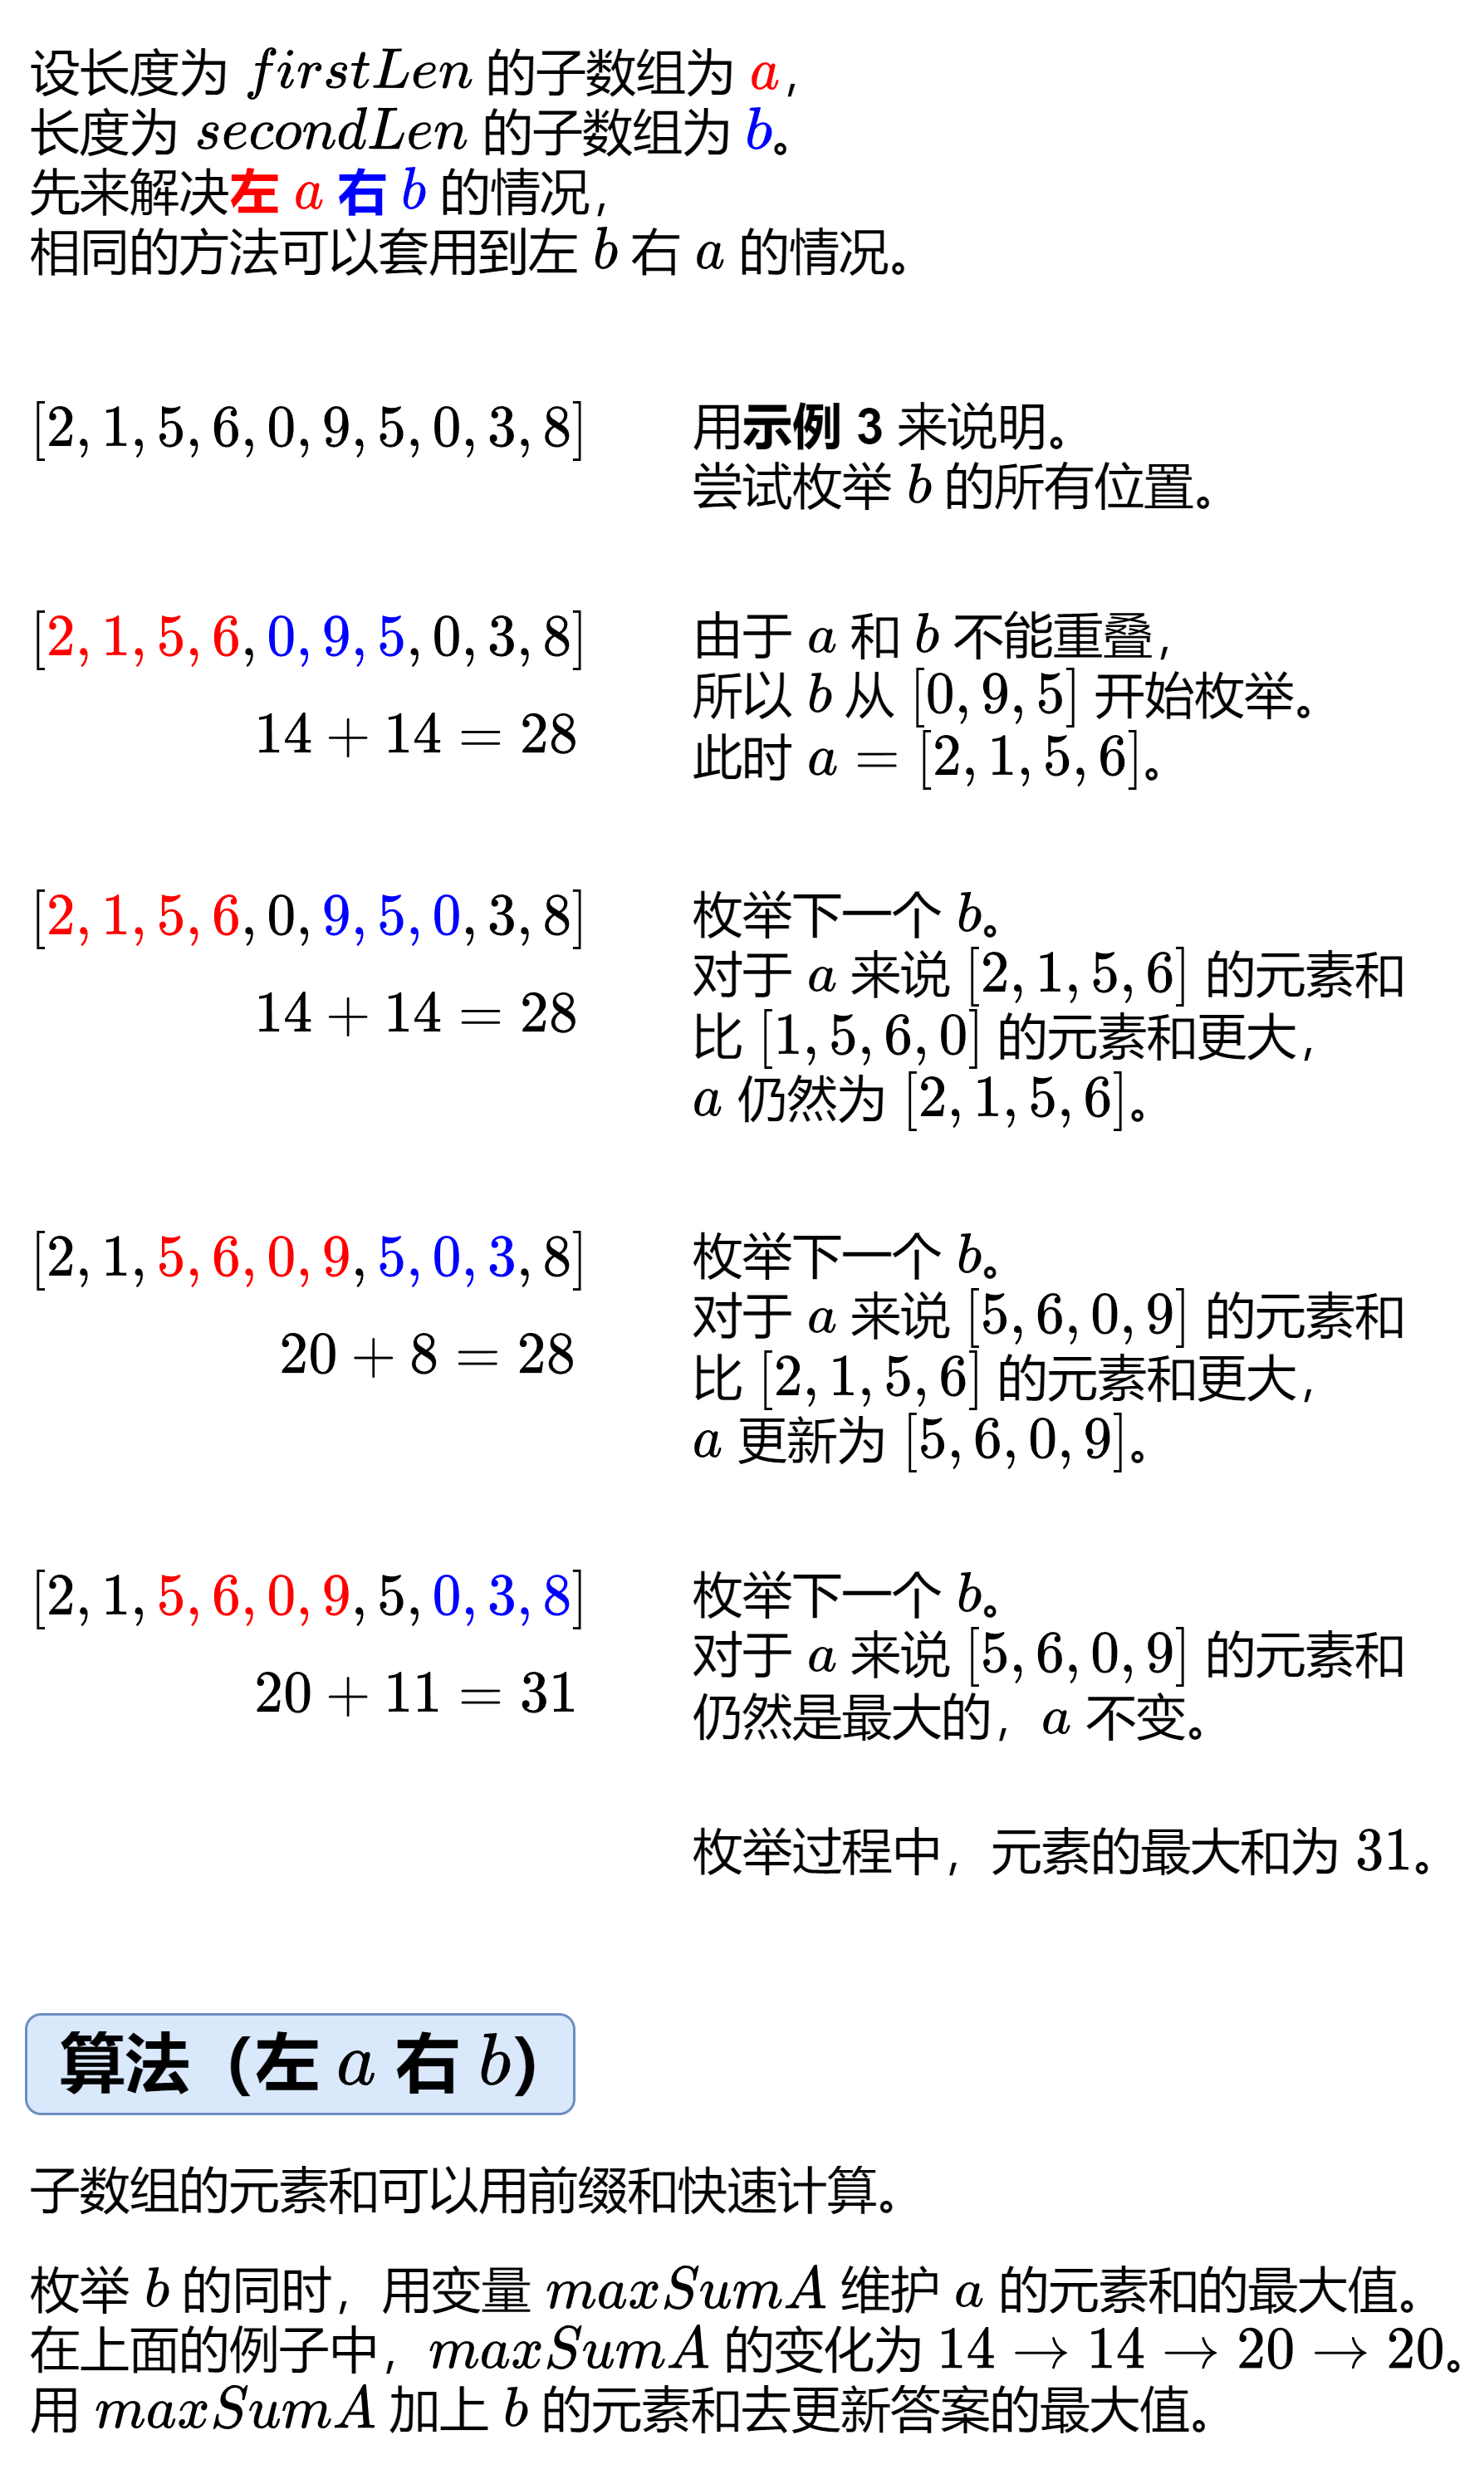 设长度为 firstLen 的子数组为 a，
长度为 secondLen 的子数组为 b。
先来解决左 a 右 b 的情况，
相同的方法可以套用到左 b 右 a 的情况。
[2, 1, 5, 6, 0, 9, 5, 0, 3, 8]
用示例 3 来说明。
尝试枚举 b 的所有位置。
[2, 1, 5, 6, 0, 9, 5, 0, 3, 8]
14 + 14 = 28
由于 a 和 b 不能重叠，
所以 b 从 [0, 9, 5] 开始枚举。
此时 a = [2, 1, 5, 6]。
[2, 1, 5, 6, 0, 9, 5, 0, 3, 8]
14 + 14 = 28
枚举下一个 b。
对于 a 来说 [2, 1, 5, 6] 的元素和
比 [1, 5, 6, 0] 的元素和更大，
a 仍然为 [2, 1, 5, 6]。
[2, 1, 5, 6, 0, 9, 5, 0, 3, 8]
20 + 8 = 28
枚举下一个 b。
对于 a 来说 [5, 6, 0, 9] 的元素和
比 [2, 1, 5, 6] 的元素和更大，
a 更新为 [5, 6, 0, 9]。
[2, 1, 5, 6, 0, 9, 5, 0, 3, 8]
20 + 11 = 31
枚举下一个 b。
对于 a 来说 [5, 6, 0, 9] 的元素和
仍然是最大的，a 不变。
枚举过程中，元素的最大和为 31。
算法（左 a 右 b）
子数组的元素和可以用前缀和快速计算。
枚举 b 的同时，用变量 maxSumA 维护 a 的元素和的最大值。
在上面的例子中，maxSumA 的变化为 14 → 14 → 20 → 20。
用 maxSumA 加上 b 的元素和去更新答案的最大值。